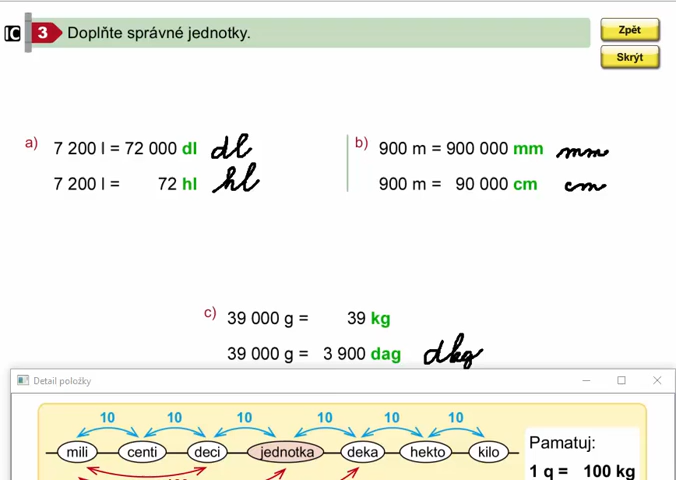 IC 3 Doplňte správné jednotky.
Zpět
Skrýt
a) 7 200 l = 72 000 dl dl
7 200 l = 72 hl hl
b) 900 m = 900 000 mm mm
900 m = 90 000 cm cm
c) 39 000 g = 39 kg
39 000 g = 3 900 dag dkg
Detail položky
10 10 10 10 10 10
mili centi deci jednotka deka hekto kilo
Pamatuj:
1 q = 100 kg